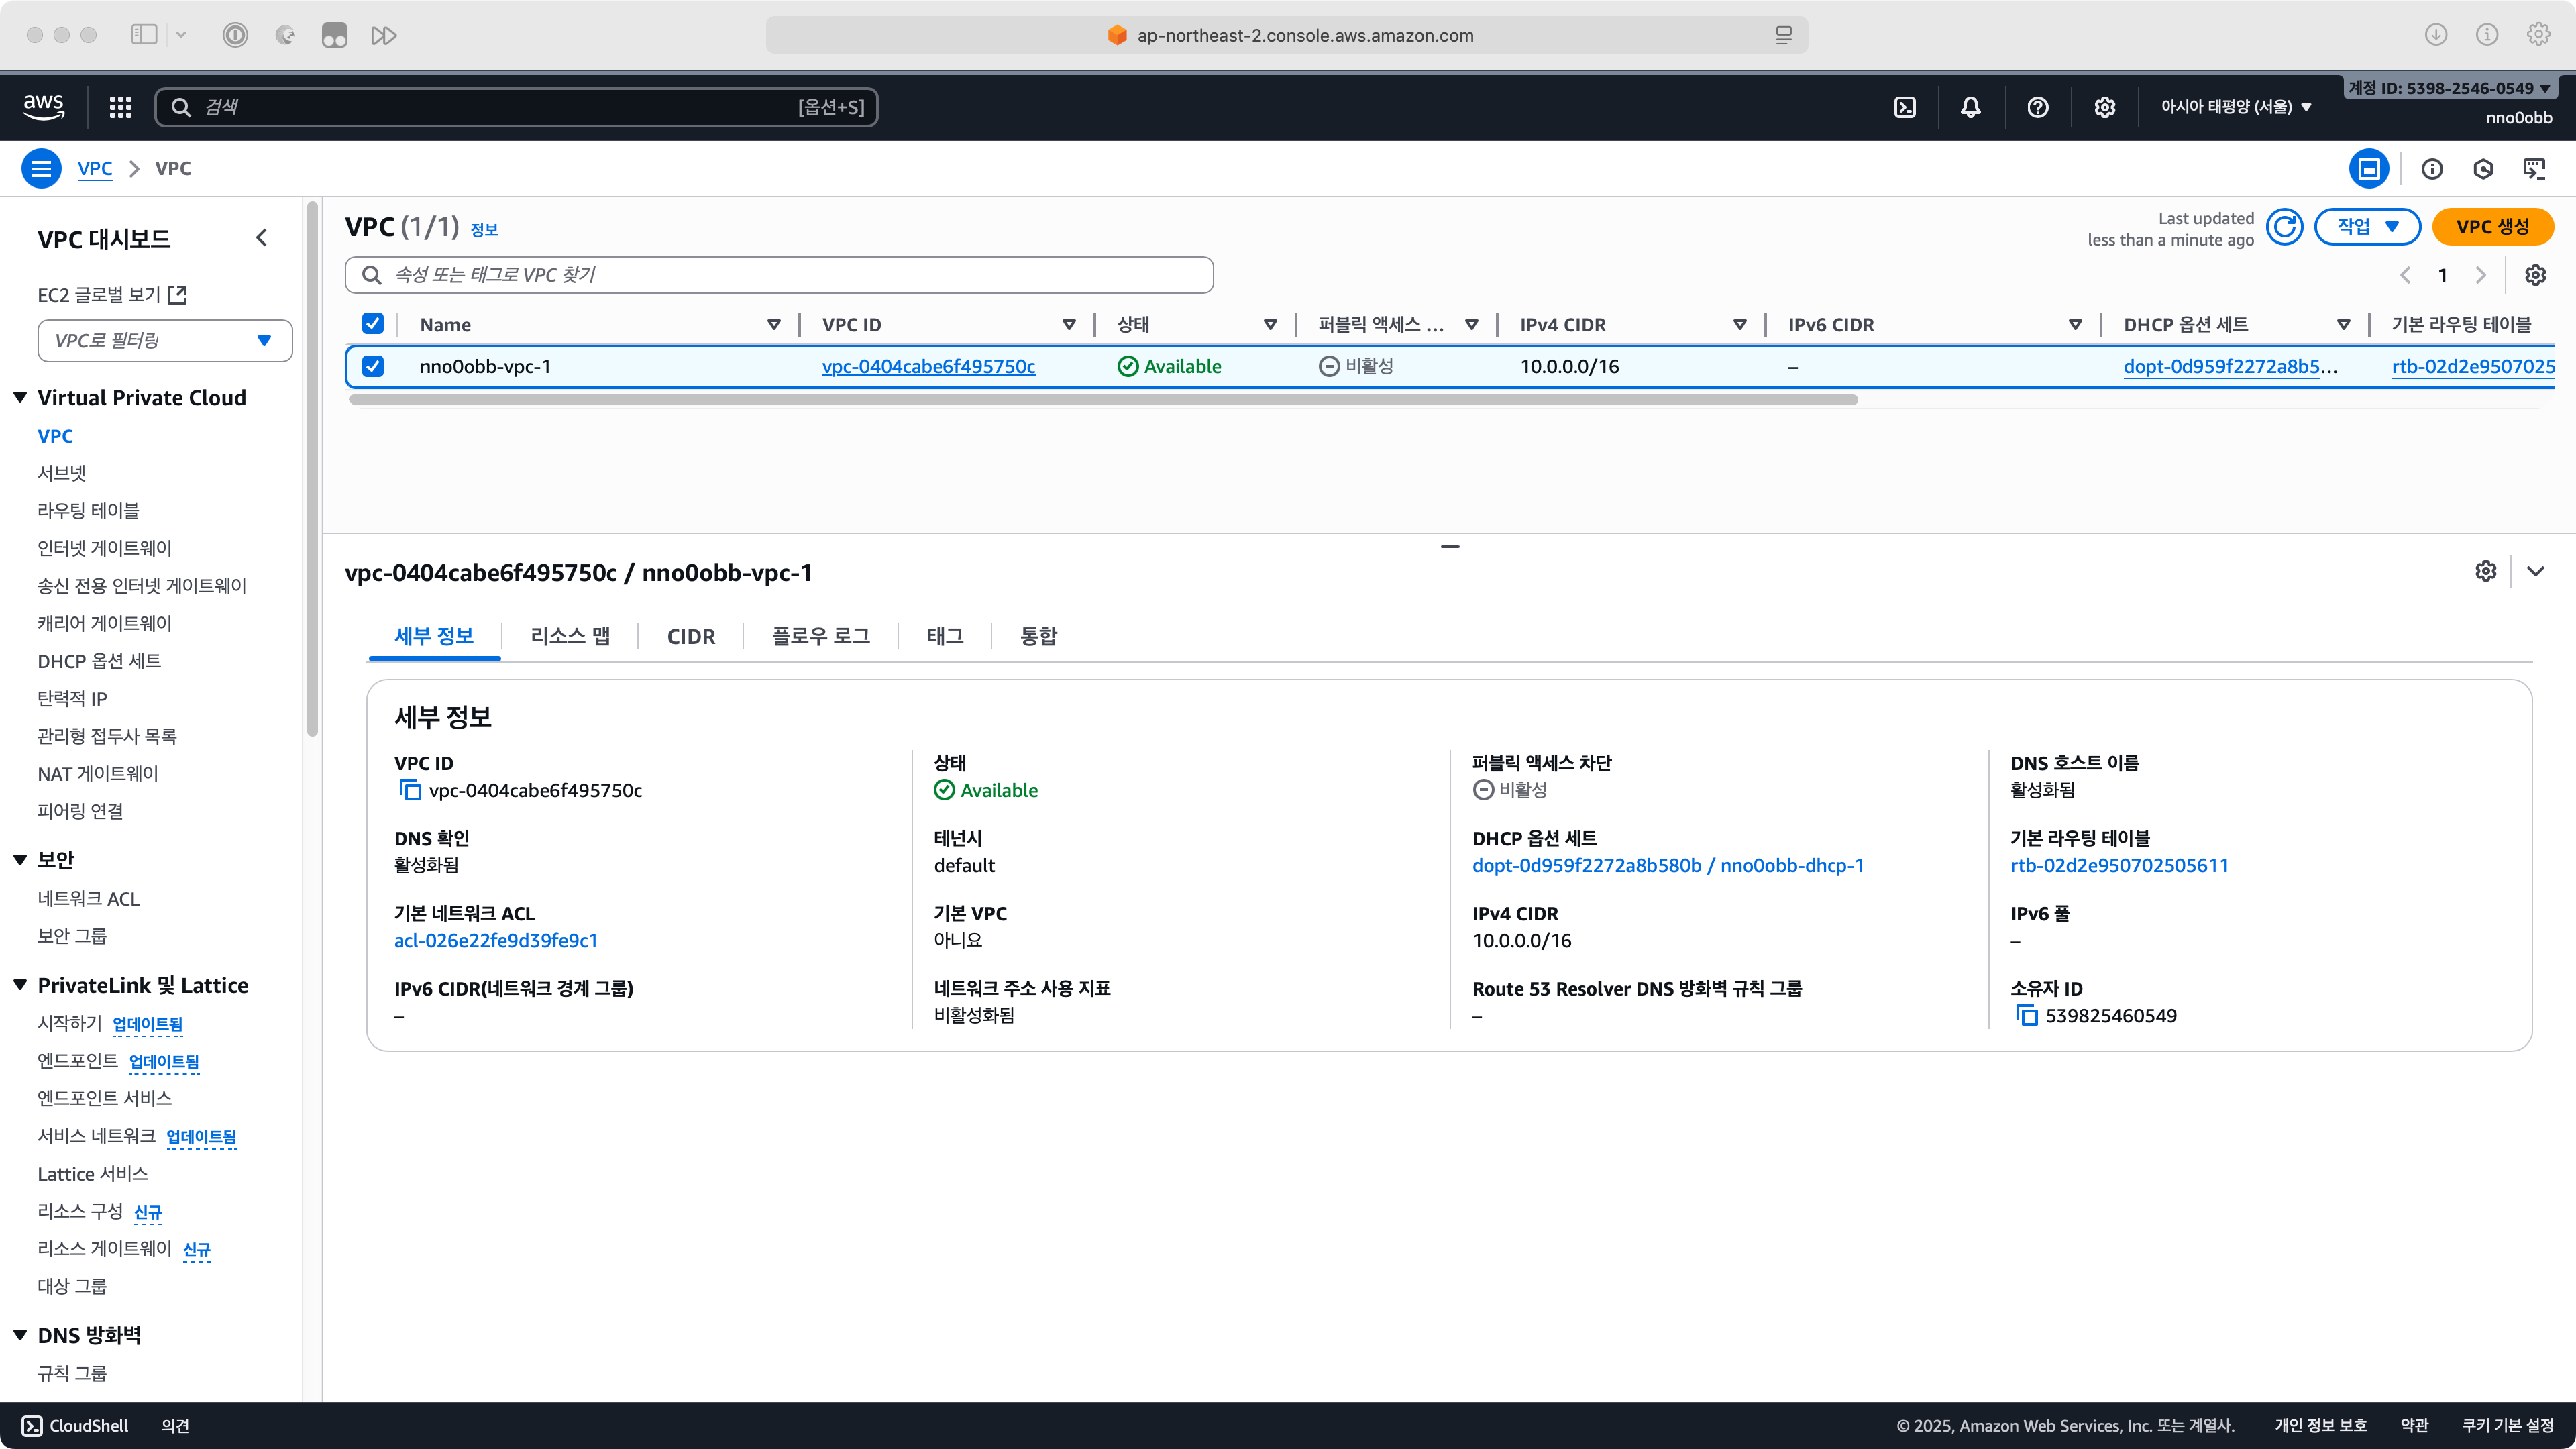 ap-northeast-2.console.aws.amazon.com
aws
검색
[옵션+S]
아시아 태평양 (서울)
계정 ID: 5398-2546-0549
nno0obb
VPC
VPC
VPC 대시보드
EC2 글로벌 보기
VPC로 필터링
Virtual Private Cloud
VPC
서브넷
라우팅 테이블
인터넷 게이트웨이
송신 전용 인터넷 게이트웨이
캐리어 게이트웨이
DHCP 옵션 세트
탄력적 IP
관리형 접두사 목록
NAT 게이트웨이
피어링 연결
보안
네트워크 ACL
보안 그룹
PrivateLink 및 Lattice
시작하기 업데이트됨
엔드포인트 업데이트됨
엔드포인트 서비스
서비스 네트워크 업데이트됨
Lattice 서비스
리소스 구성 신규
리소스 게이트웨이 신규
대상 그룹
DNS 방화벽
규칙 그룹
VPC (1/1) 정보
Last updated
less than a minute ago
작업
VPC 생성
속성 또는 태그로 VPC 찾기
1
Name VPC ID 상태 퍼블릭 액세스 ... IPv4 CIDR IPv6 CIDR DHCP 옵션 세트 기본 라우팅 테이블
nno0obb-vpc-1 vpc-0404cabe6f495750c Available 비활성 10.0.0.0/16 – dopt-0d959f2272a8b5... rtb-02d2e9507025
vpc-0404cabe6f495750c / nno0obb-vpc-1
세부 정보 리소스 맵 CIDR 플로우 로그 태그 통합
세부 정보
VPC ID
vpc-0404cabe6f495750c
상태
Available
퍼블릭 액세스 차단
비활성
DNS 호스트 이름
활성화됨
DNS 확인
활성화됨
테넌시
default
DHCP 옵션 세트
dopt-0d959f2272a8b580b / nno0obb-dhcp-1
기본 라우팅 테이블
rtb-02d2e950702505611
기본 네트워크 ACL
acl-026e22fe9d39fe9c1
기본 VPC
아니요
IPv4 CIDR
10.0.0.0/16
IPv6 풀
–
IPv6 CIDR(네트워크 경계 그룹)
–
네트워크 주소 사용 지표
비활성화됨
Route 53 Resolver DNS 방화벽 규칙 그룹
–
소유자 ID
539825460549
CloudShell
의견
© 2025, Amazon Web Services, Inc. 또는 계열사.
개인 정보 보호
약관
쿠키 기본 설정